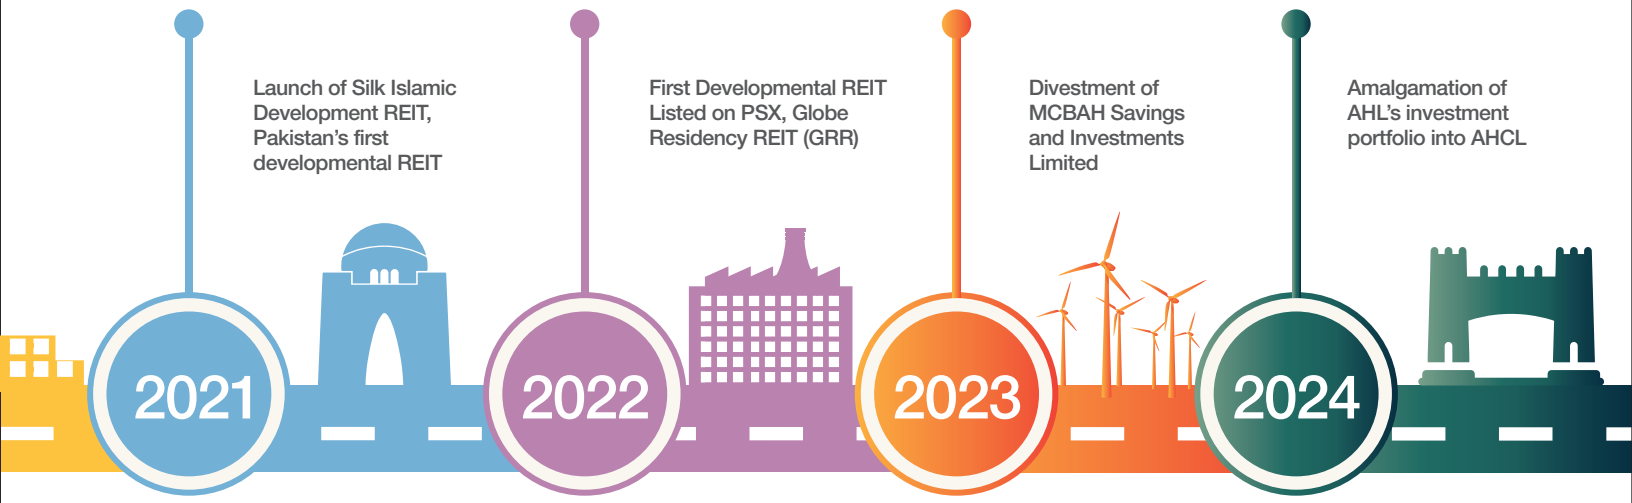 Launch of Silk Islamic
Development REIT,
Pakistan's first
developmental REIT
2021
First Developmental REIT
Listed on PSX, Globe
Residency REIT (GRR)
2022
Divestment of
MCBAH Savings
and Investments
Limited
2023
Amalgamation of
AHL's investment
portfolio into AHCL
2024